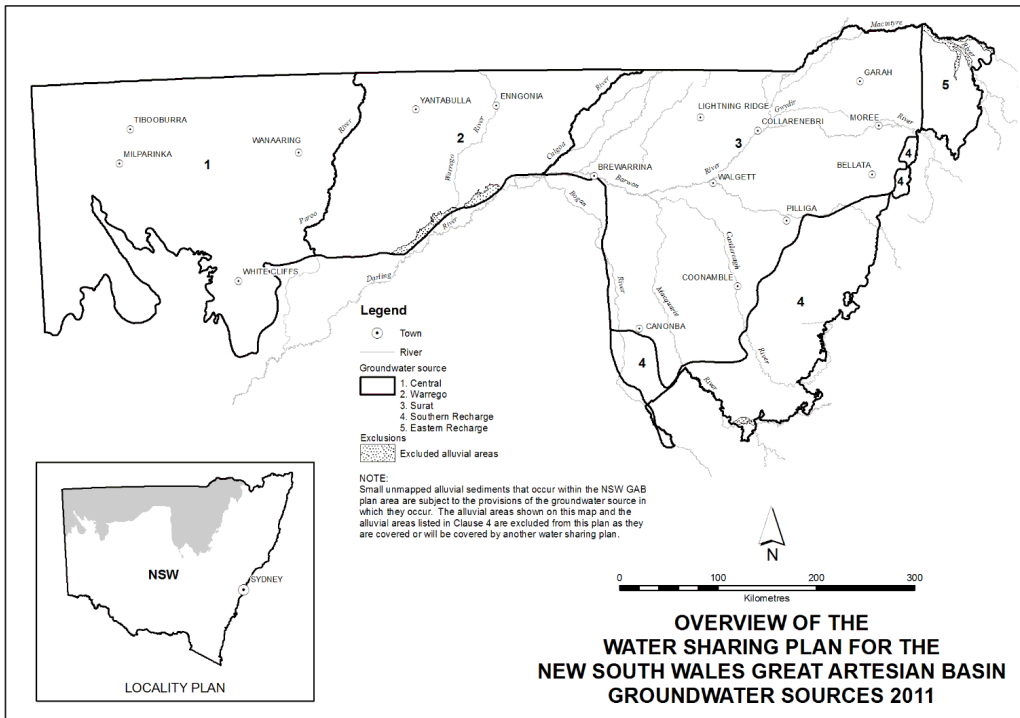 Macintyre
River
GARAH
5
River
YANTABULLA
ENNGONIA
LIGHTNING RIDGE
Gwydir
COLLARENEBRI
MOREE
River
TIBOOBURRA
WANAARING
River
2
River
3
4
MILPARINKA
1
Warrego
Culgoa
BREWARRINA
Barwon
River
WALGETT
BELLATA
4
Paroo
River
Bogan
PILLIGA
WHITE CLIFFS
Darling
Castlereagh
COONAMBLE
River
Macquarie
4
CANONBA
4
River
River
Legend
Town
River
Groundwater source
1. Central
2. Warrego
3. Surat
4. Southern Recharge
5. Eastern Recharge
Exclusions
Excluded alluvial areas
NOTE:
Small unmapped alluvial sediments that occur within the NSW GAB
plan area are subject to the provisions of the groundwater source in
which they occur. The alluvial areas shown on this map and the
alluvial areas listed in Clause 4 are excluded from this plan as they
are covered or will be covered by another water sharing plan.
NSW
SYDNEY
LOCALITY PLAN
N
0 100 200 300
Kilometres
OVERVIEW OF THE
WATER SHARING PLAN FOR THE
NEW SOUTH WALES GREAT ARTESIAN BASIN
GROUNDWATER SOURCES 2011